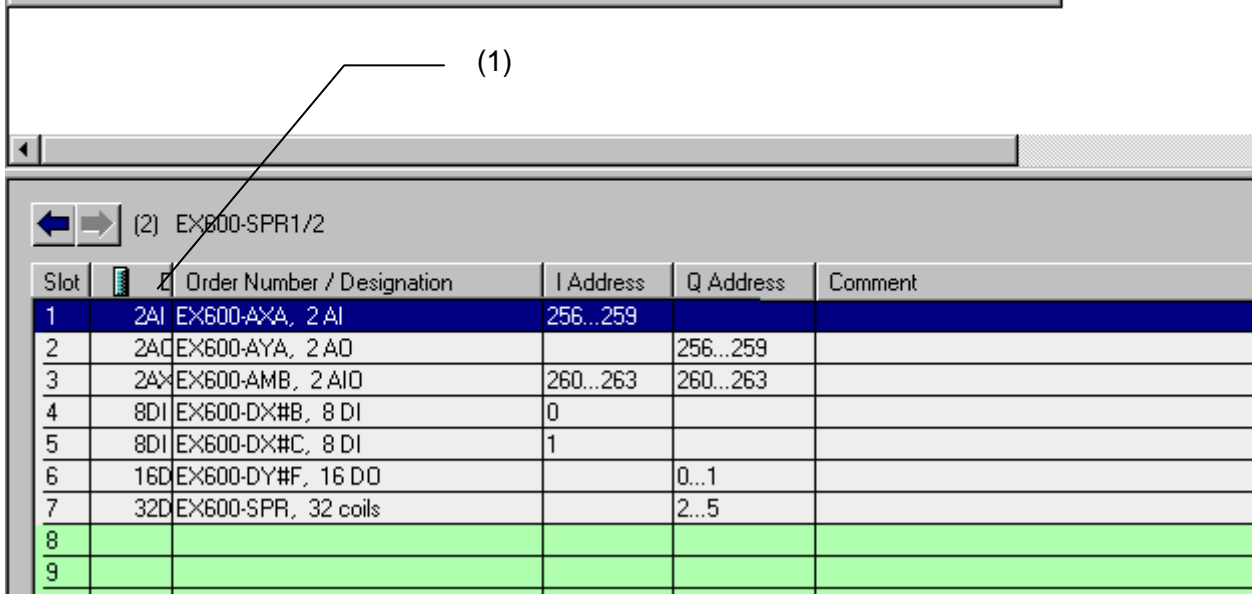 (1)
(2) EX600-SPR1/2
Slot D Order Number / Designation I Address Q Address Comment
1 2AI EX600-AXA, 2 AI 256...259
2 2AO EX600-AYA, 2 AO 256...259
3 2AX EX600-AMB, 2 AIO 260...263 260...263
4 8DI EX600-DX#B, 8 DI 0
5 8DI EX600-DX#C, 8 DI 1
6 16D EX600-DY#F, 16 DO 0...1
7 32D EX600-SPR, 32 coils 2...5
8
9